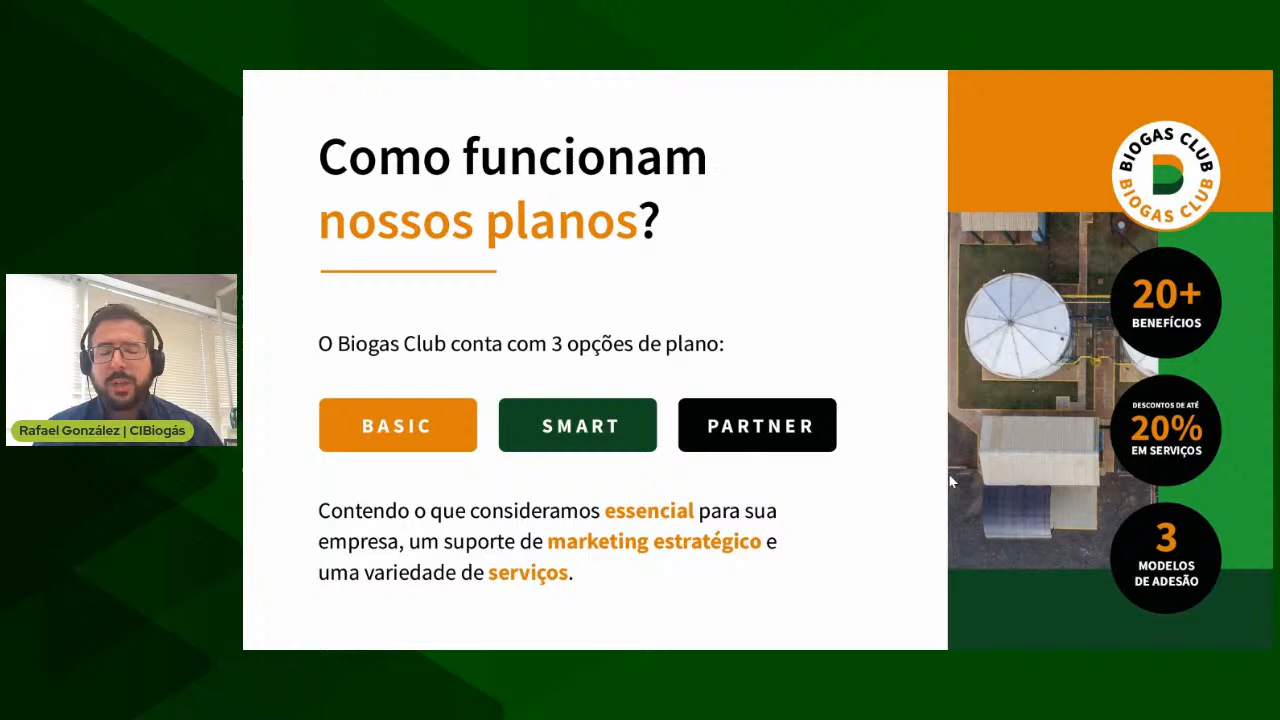 Como funcionam
nossos planos?
O Biogas Club conta com 3 opções de plano:
BASIC
SMART
PARTNER
Contendo o que consideramos essencial para sua
empresa, um suporte de marketing estratégico e
uma variedade de serviços.
BIOGAS CLUB
BIOGAS CLUB
20+
BENEFÍCIOS
DESCONTOS DE ATÉ
20%
EM SERVIÇOS
3
MODELOS
DE ADESÃO
Rafael González | CIBiogás